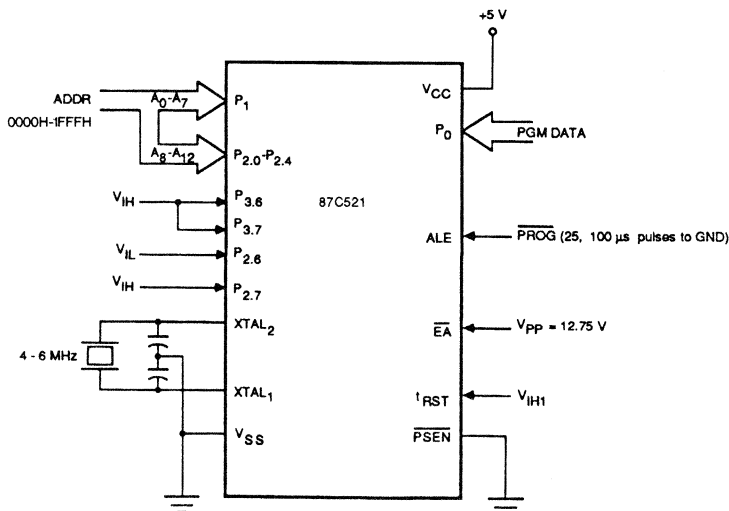 +5 V
ADDR
0000H-1FFFH
A0-A7
A8-A12
P1
P2.0-P2.4
VCC
P0
PGM DATA
VIH
P3.6
P3.7
87C521
VIL
P2.6
VIH
P2.7
ALE
PROG (25, 100 µs pulses to GND)
XTAL2
EA
VPP = 12.75 V
4 - 6 MHz
XTAL1
tRST
VIH1
VSS
PSEN